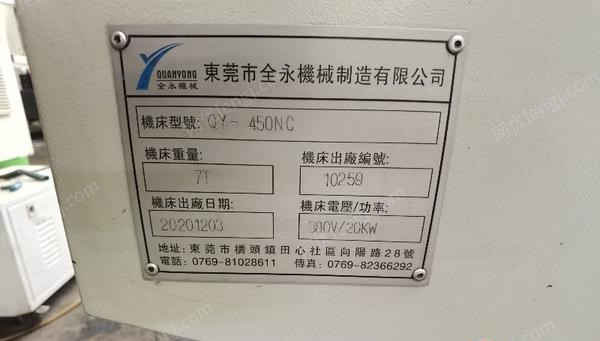 QUANYONG
全永機械
東莞市全永機械制造有限公司
機床型號: QY-450NC
機床重量: 機床出廠編號:
7T 10259
機床出廠日期: 機床電壓/功率:
20201203 380V/20KW
地址: 東莞市橋頭鎮田心社區向陽路28號
電話: 0769-81028611 傳真: 0769-82366292